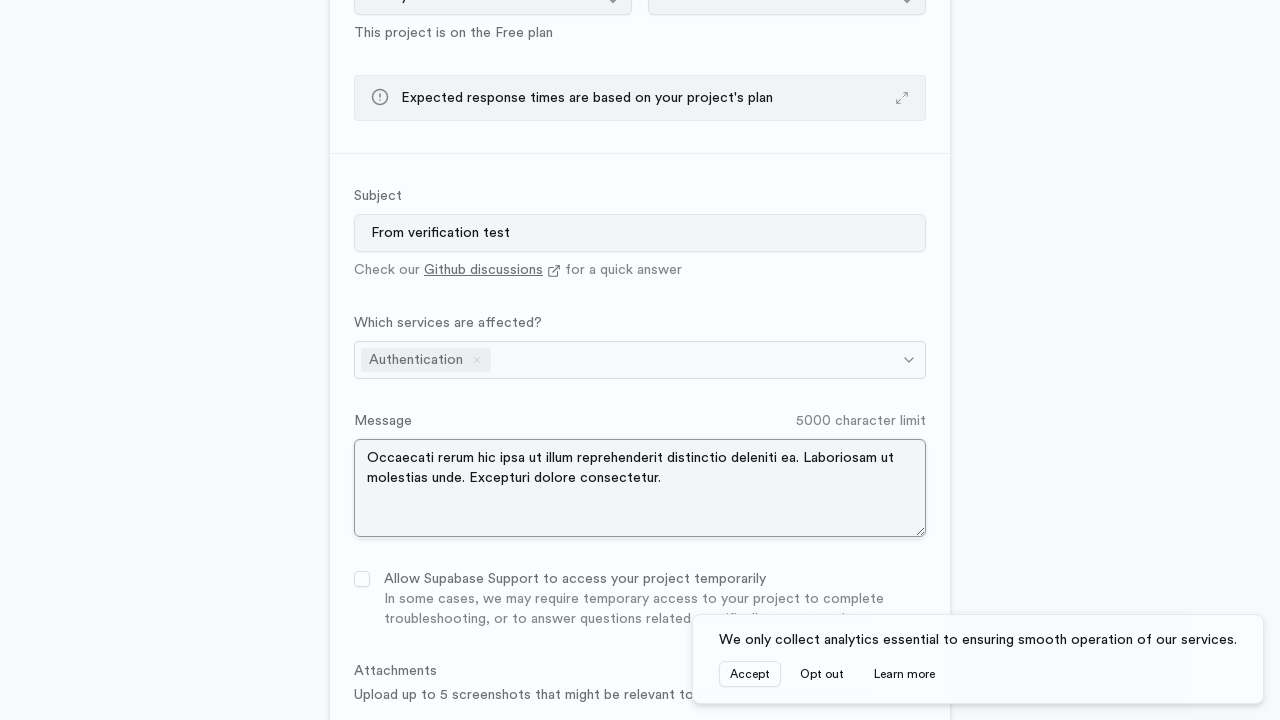 This project is on the Free plan
Expected response times are based on your project's plan
Subject
From verification test
Check our Github discussions for a quick answer
Which services are affected?
Authentication
Message
5000 character limit
Occaecati rerum hic ipsa ut illum reprehenderit distinctio deleniti ea. Laboriosam ut
molestias unde. Excepturi dolore consectetur.
Allow Supabase Support to access your project temporarily
In some cases, we may require temporary access to your project to complete
troubleshooting, or to answer questions related
We only collect analytics essential to ensuring smooth operation of our services.
Accept
Opt out
Learn more
Attachments
Upload up to 5 screenshots that might be relevant to